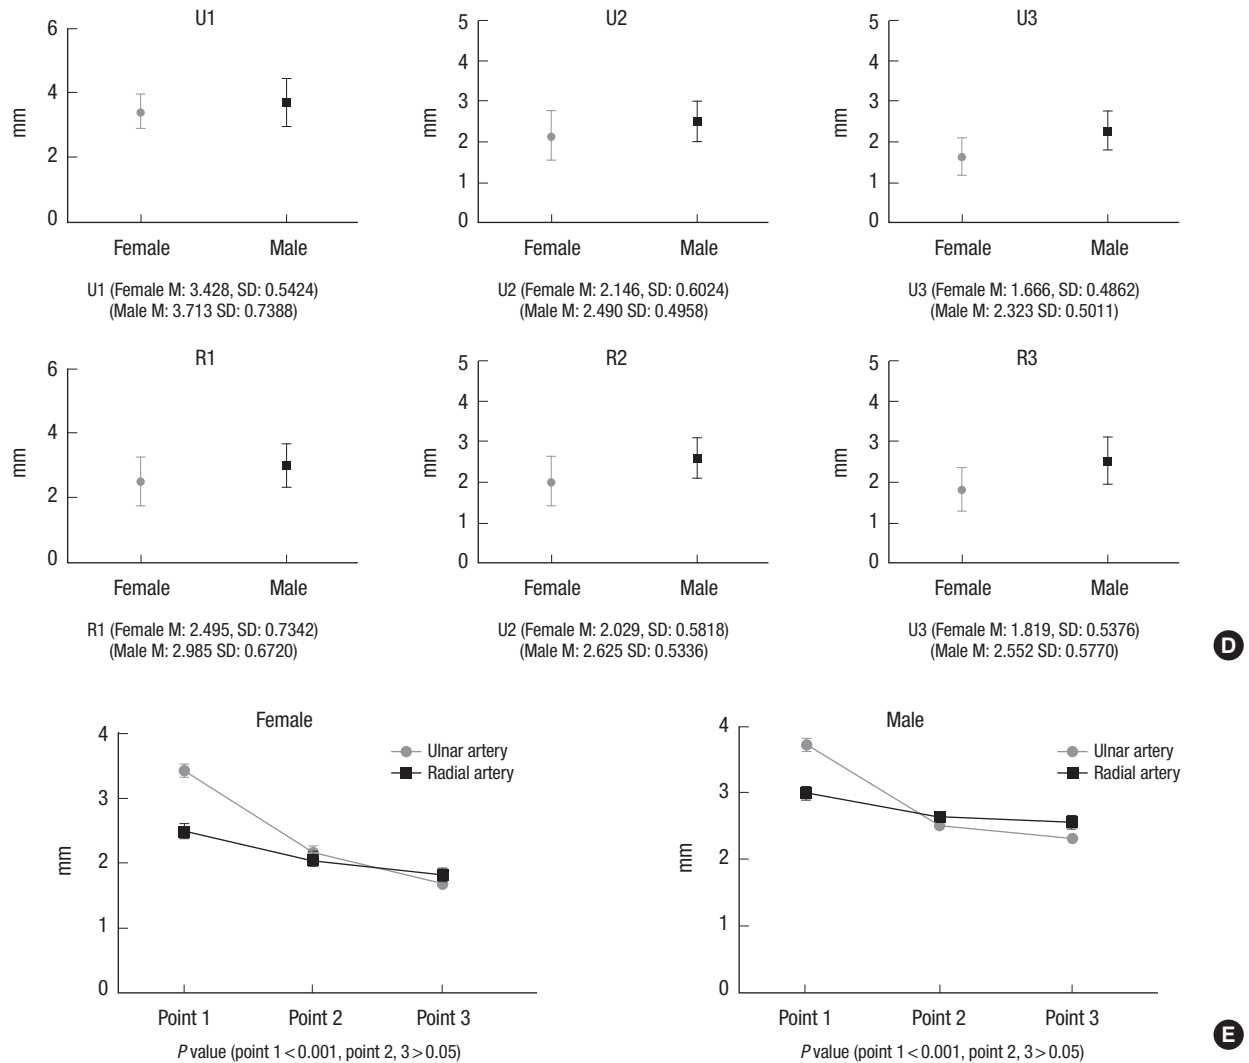 U1
6
4
2
0
mm
Female Male
U1 (Female M: 3.428, SD: 0.5424)
(Male M: 3.713 SD: 0.7388)
U2
5
4
3
2
1
0
mm
Female Male
U2 (Female M: 2.146, SD: 0.6024)
(Male M: 2.490 SD: 0.4958)
U3
5
4
3
2
1
0
mm
Female Male
U3 (Female M: 1.666, SD: 0.4862)
(Male M: 2.323 SD: 0.5011)
R1
6
4
2
0
mm
Female Male
R1 (Female M: 2.495, SD: 0.7342)
(Male M: 2.985 SD: 0.6720)
R2
5
4
3
2
1
0
mm
Female Male
U2 (Female M: 2.029, SD: 0.5818)
(Male M: 2.625 SD: 0.5336)
R3
5
4
3
2
1
0
mm
Female Male
U3 (Female M: 1.819, SD: 0.5376)
(Male M: 2.552 SD: 0.5770)
D
Female
4
3
2
1
0
mm
Ulnar artery
Radial artery
Point 1 Point 2 Point 3
P value (point 1 < 0.001, point 2, 3 > 0.05)
Male
4
3
2
1
0
mm
Ulnar artery
Radial artery
Point 1 Point 2 Point 3
P value (point 1 < 0.001, point 2, 3 > 0.05)
E